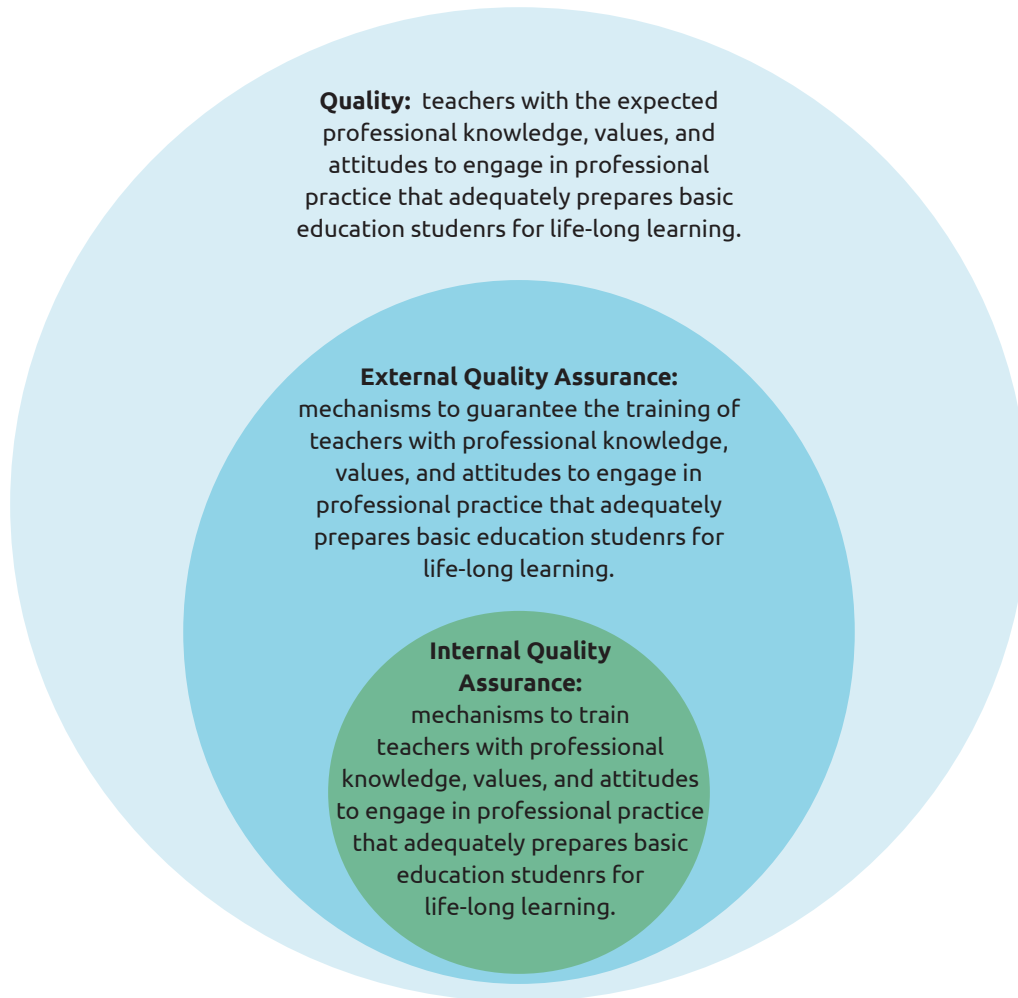 Quality: teachers with the expected
professional knowledge, values, and
attitudes to engage in professional
practice that adequately prepares basic
education studenrs for life-long learning.
External Quality Assurance:
mechanisms to guarantee the training of
teachers with professional knowledge,
values, and attitudes to engage in
professional practice that adequately
prepares basic education studenrs for
life-long learning.
Internal Quality
Assurance:
mechanisms to train
teachers with professional
knowledge, values, and attitudes
to engage in professional practice
that adequately prepares basic
education studenrs for
life-long learning.